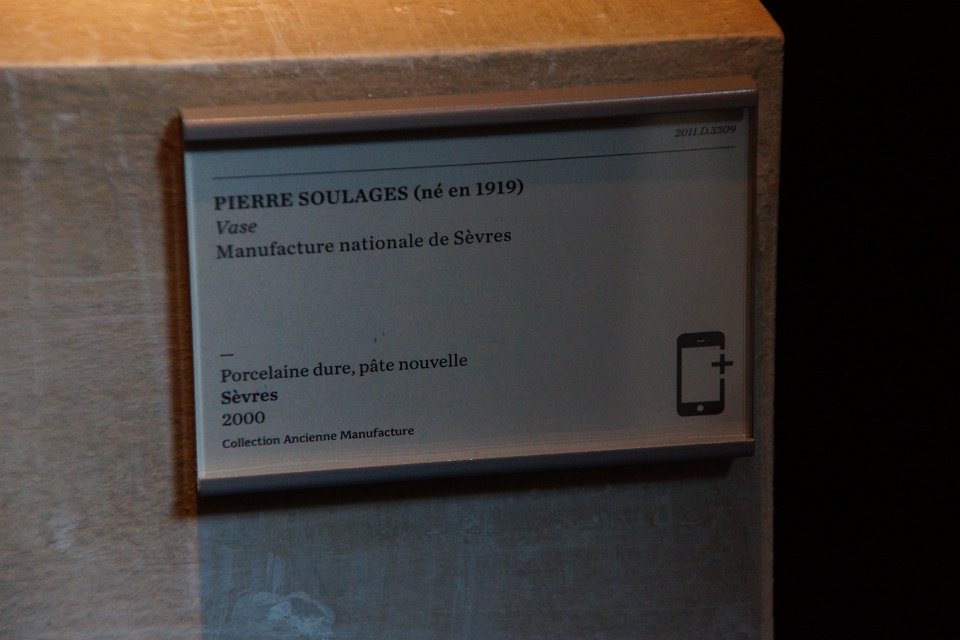 2011.D.3309
PIERRE SOULAGES (né en 1919)
Vase
Manufacture nationale de Sèvres
—
Porcelaine dure, pâte nouvelle
Sèvres
2000
Collection Ancienne Manufacture